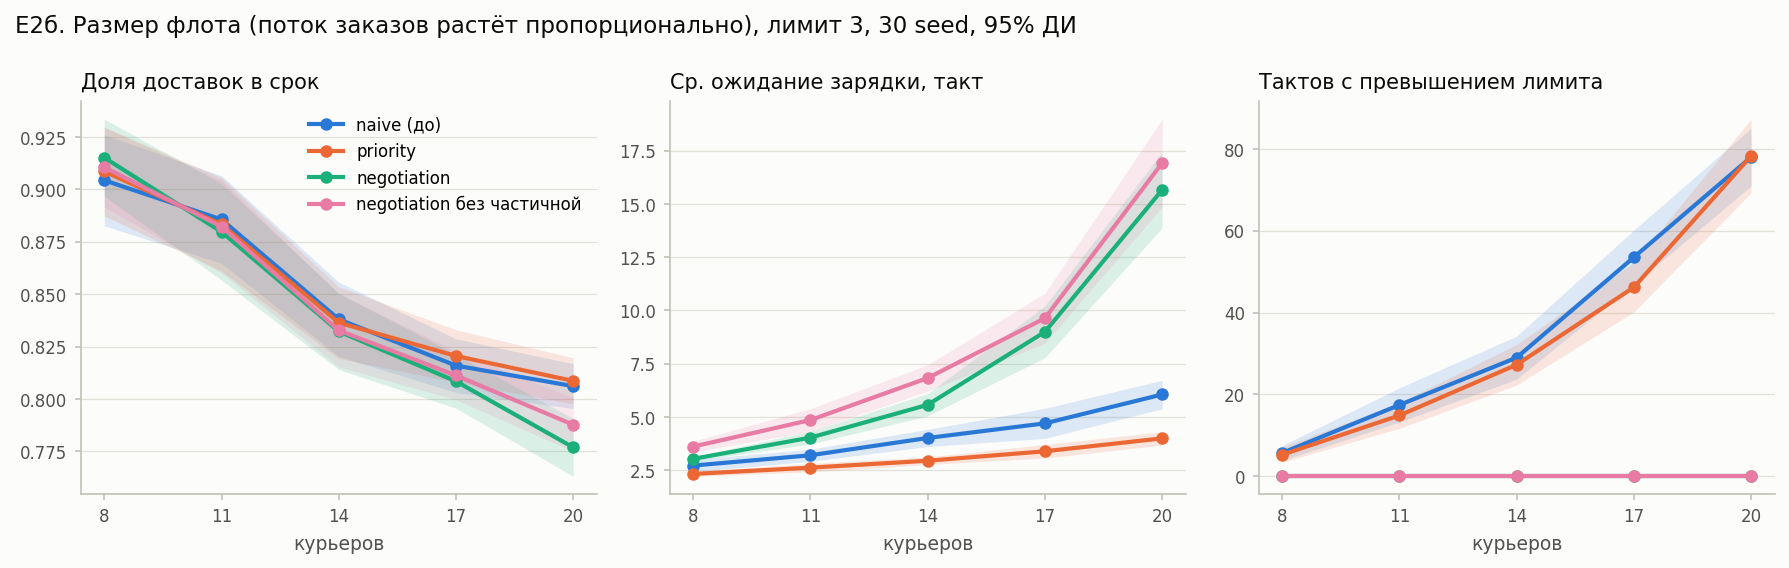 E2б. Размер флота (поток заказов растёт пропорционально), лимит 3, 30 seed, 95% ДИ
Доля доставок в срок
0.925
0.900
0.875
0.850
0.825
0.800
0.775
naive (до)
priority
negotiation
negotiation без частичной
8 11 14 17 20
курьеров
Ср. ожидание зарядки, такт
17.5
15.0
12.5
10.0
7.5
5.0
2.5
8 11 14 17 20
курьеров
Тактов с превышением лимита
80
60
40
20
0
8 11 14 17 20
курьеров